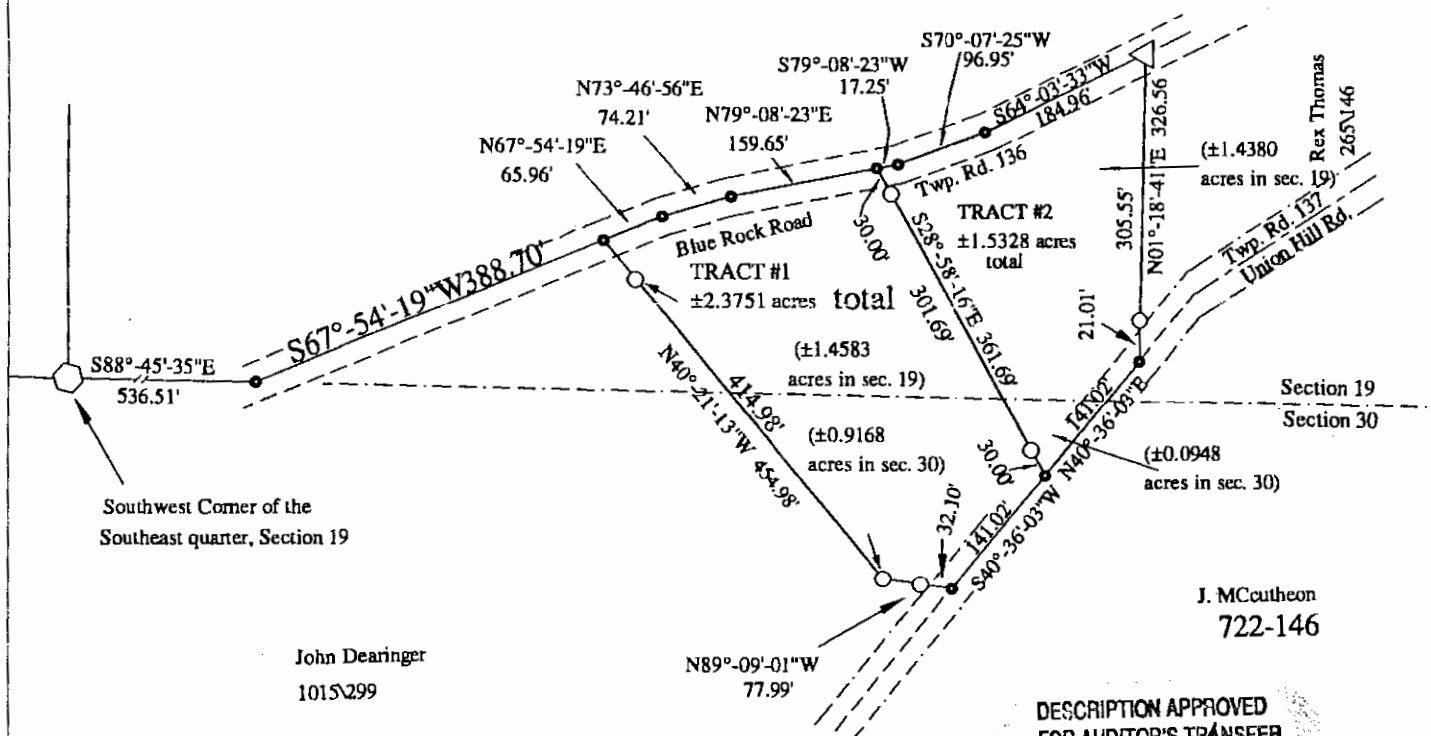 S70°-07'-25"W
96.95'
S79°-08'-23"W
17.25'
N73°-46'-56"E
74.21'
N79°-08'-23"E
159.65'
N67°-54'-19"E
65.96'
S64°-03'-33"W
184.96'
N01°-18'-41"E 326.56
305.55'
Rex Thomas
265\146
(±1.4380
acres in sec. 19)
Twp. Rd. 136
Blue Rock Road
Twp. Rd. 137
Union Hill Rd.
TRACT #2
±1.5328 acres
total
30.00'
S28°-58'-16"E 361.69'
301.69'
30.00'
TRACT #1
±2.3751 acres total
S67°-54'-19"W 388.70'
21.01'
S88°-45'-35"E
536.51'
(±1.4583
acres in sec. 19)
414.98'
N40°-21'-13"W 454.98'
Section 19
Section 30
141.02'
N40°-36'-03"E
(±0.9168
acres in sec. 30)
(±0.0948
acres in sec. 30)
32.10'
141.02'
S40°-36'-03"W
Southwest Corner of the
Southeast quarter, Section 19
J. MCcutheon
722-146
John Dearinger
1015\299
N89°-09'-01"W
77.99'
DESCRIPTION APPROVED
FOR AUDITOR'S TRANSFER